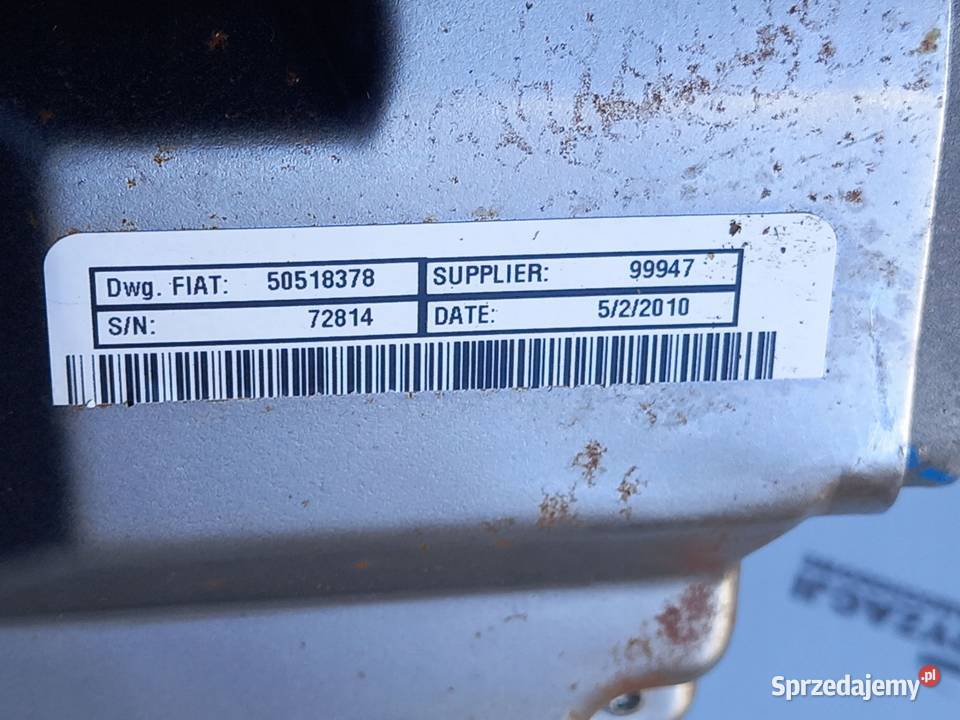 Dwg. FIAT: 50518378 SUPPLIER: 99947
S/N: 72814 DATE: 5/2/2010
Sprzedajemy.pl